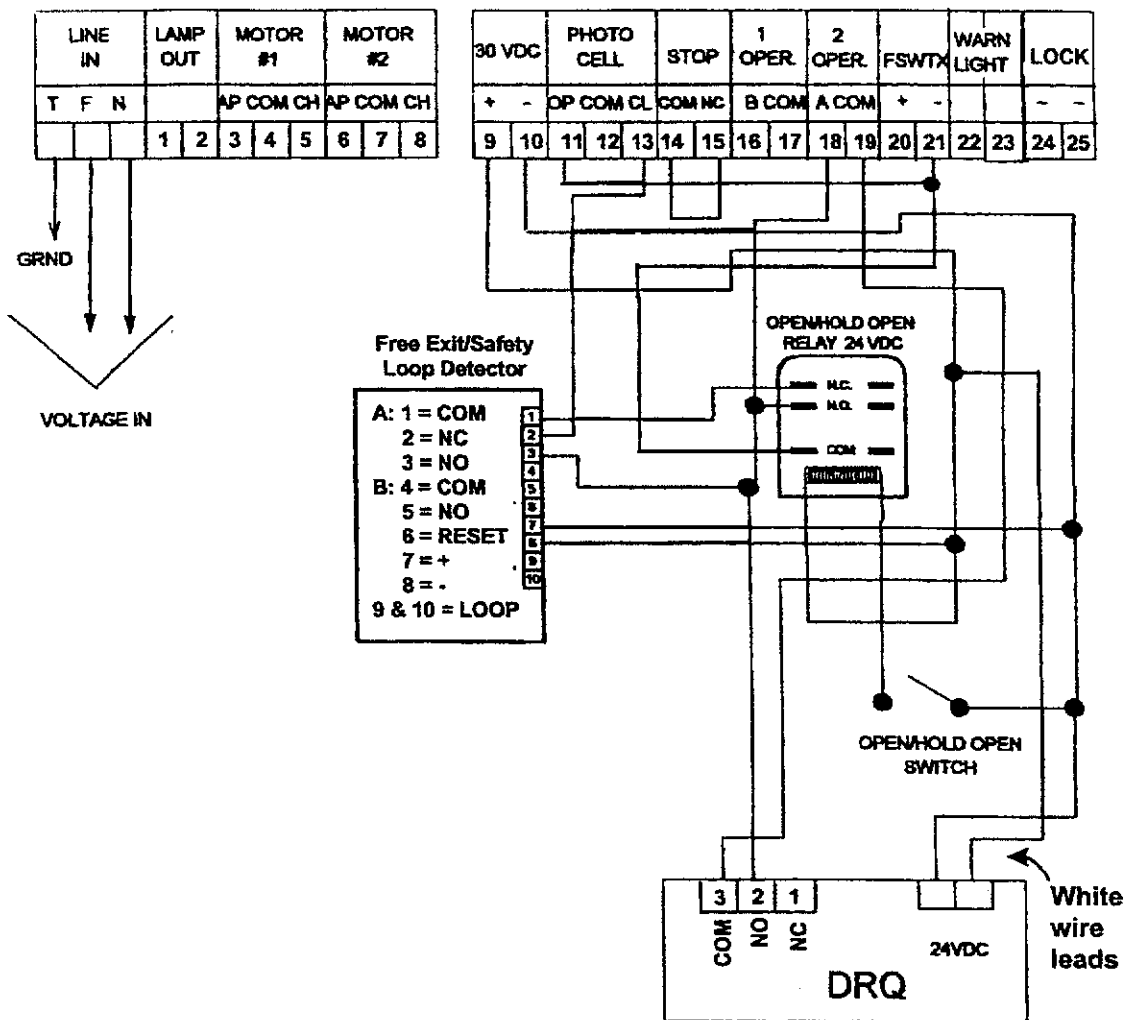 LINE IN
LAMP OUT
MOTOR #1
MOTOR #2
T F N
AP COM CH
AP COM CH
1 2 3 4 5 6 7 8
30 VDC
PHOTO CELL
STOP
1 OPER.
2 OPER.
FSWTX
WARN LIGHT
LOCK
+ -
OP COM CL
COM NC
B COM
A COM
+ -
~ ~
9 10 11 12 13 14 15 16 17 18 19 20 21 22 23 24 25
GRND
VOLTAGE IN
Free Exit/Safety
Loop Detector
A: 1 = COM
2 = NC
3 = NO
B: 4 = COM
5 = NO
6 = RESET
7 = +
8 = -
9 & 10 = LOOP
1
2
3
4
5
6
7
8
9
10
OPEN/HOLD OPEN
RELAY 24 VDC
N.C.
N.O.
COM
OPEN/HOLD OPEN
SWITCH
3 2 1
COM
NO
NC
24VDC
DRQ
White
wire
leads